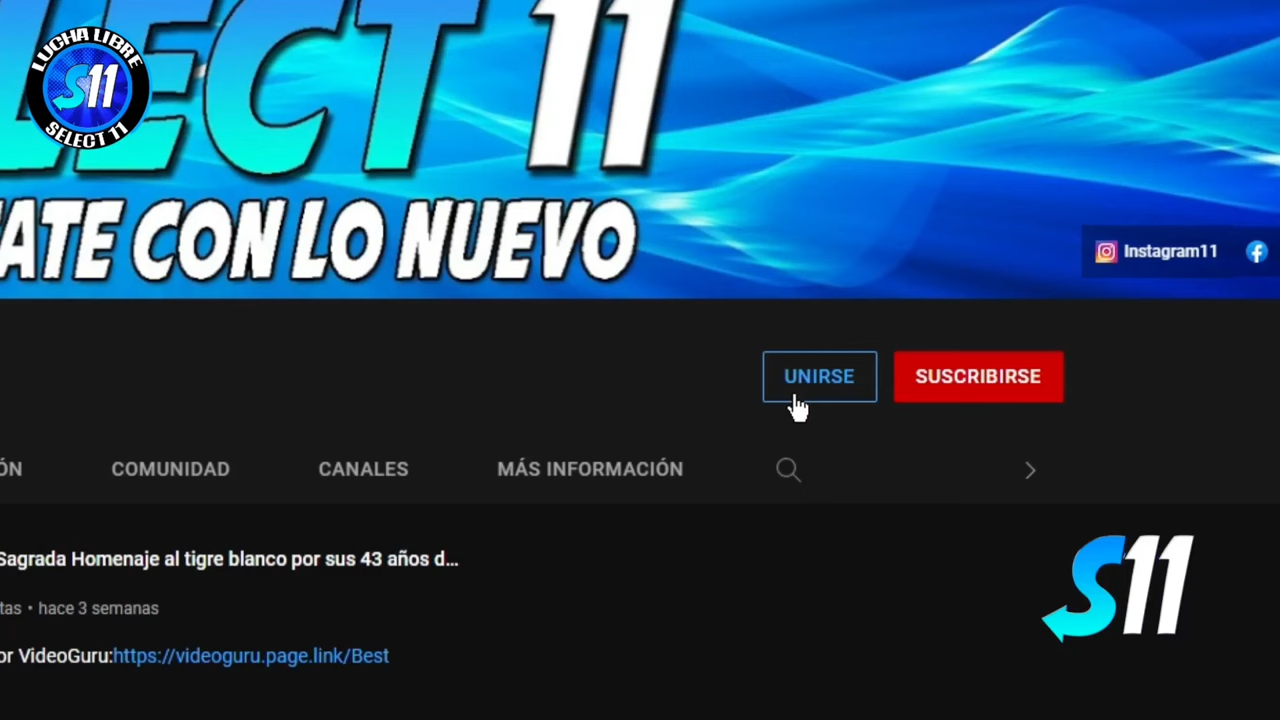 LECT 11
LUCHA LIBRE
S11
SELECT 11
ATE CON LO NUEVO
Instagram11
UNIRSE
SUSCRIBIRSE
ÓN
COMUNIDAD
CANALES
MÁS INFORMACIÓN
Sagrada Homenaje al tigre blanco por sus 43 años d...
tas • hace 3 semanas
or VideoGuru:https://videoguru.page.link/Best
S11